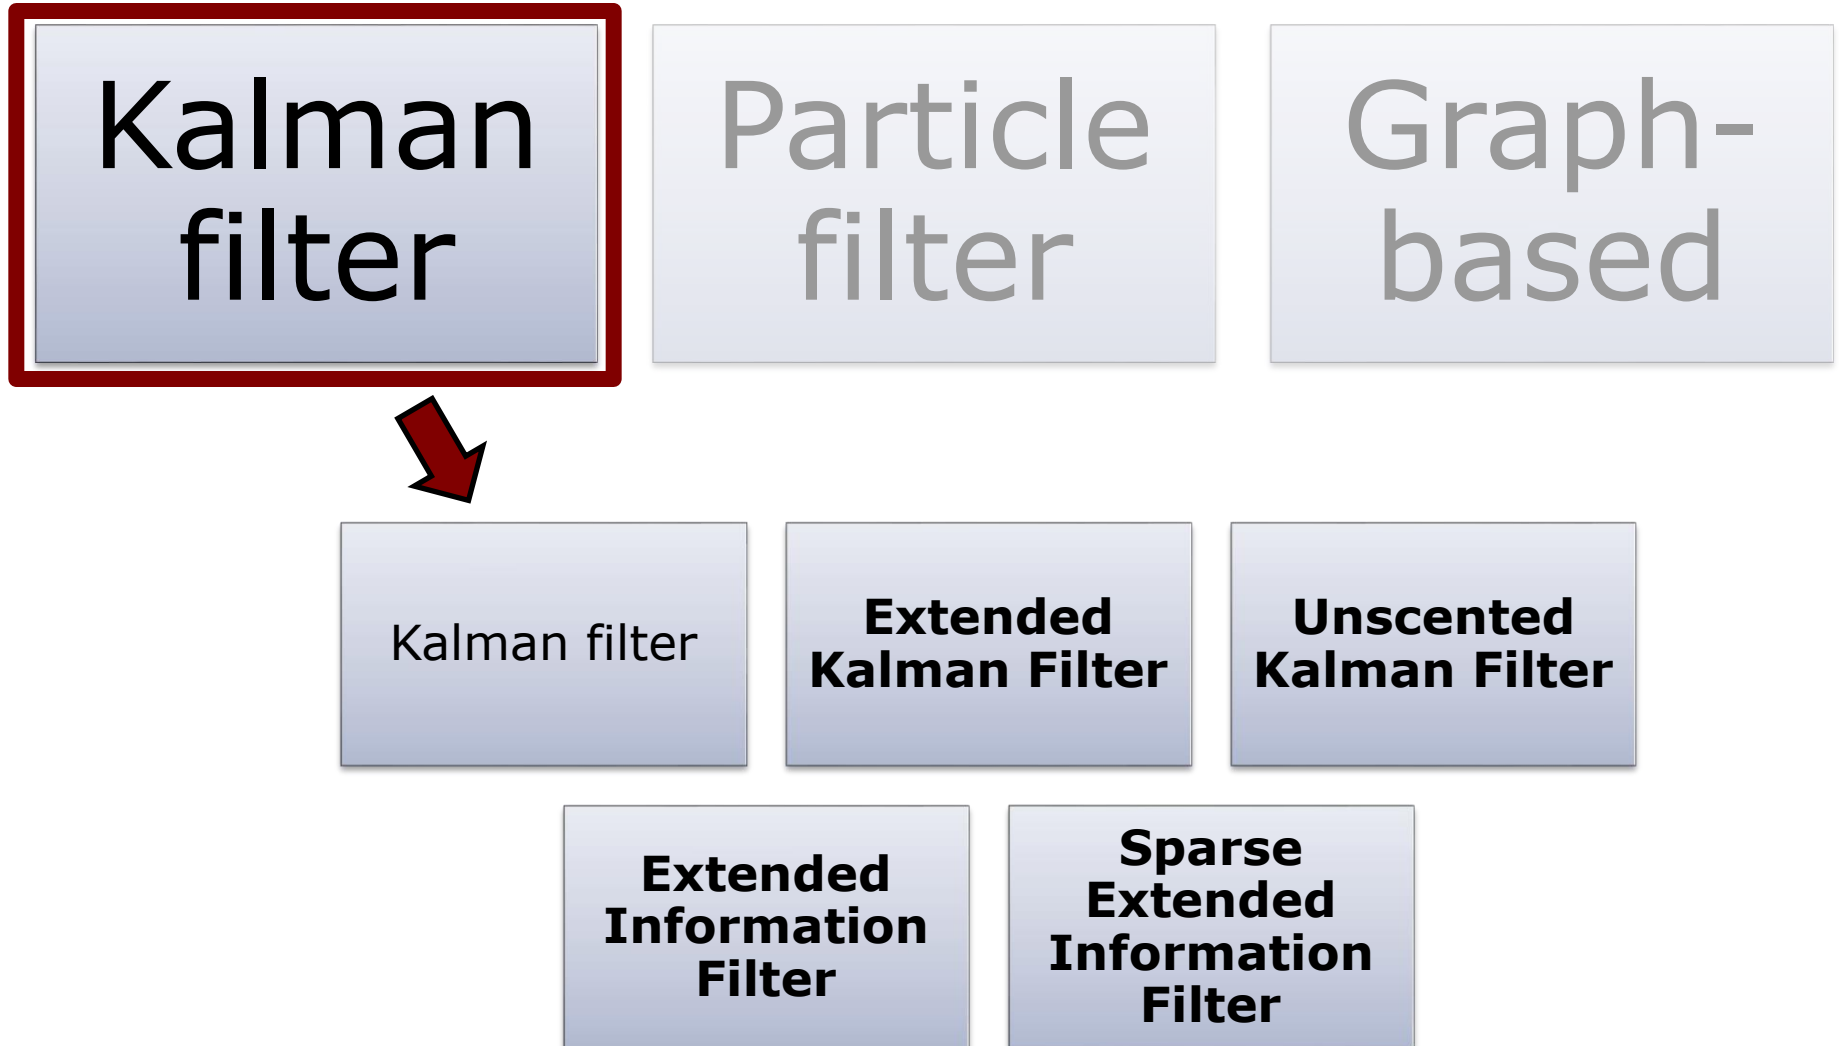 Kalman
filter
Particle
filter
Graph-
based
Kalman filter
Extended
Kalman Filter
Unscented
Kalman Filter
Extended
Information
Filter
Sparse
Extended
Information
Filter